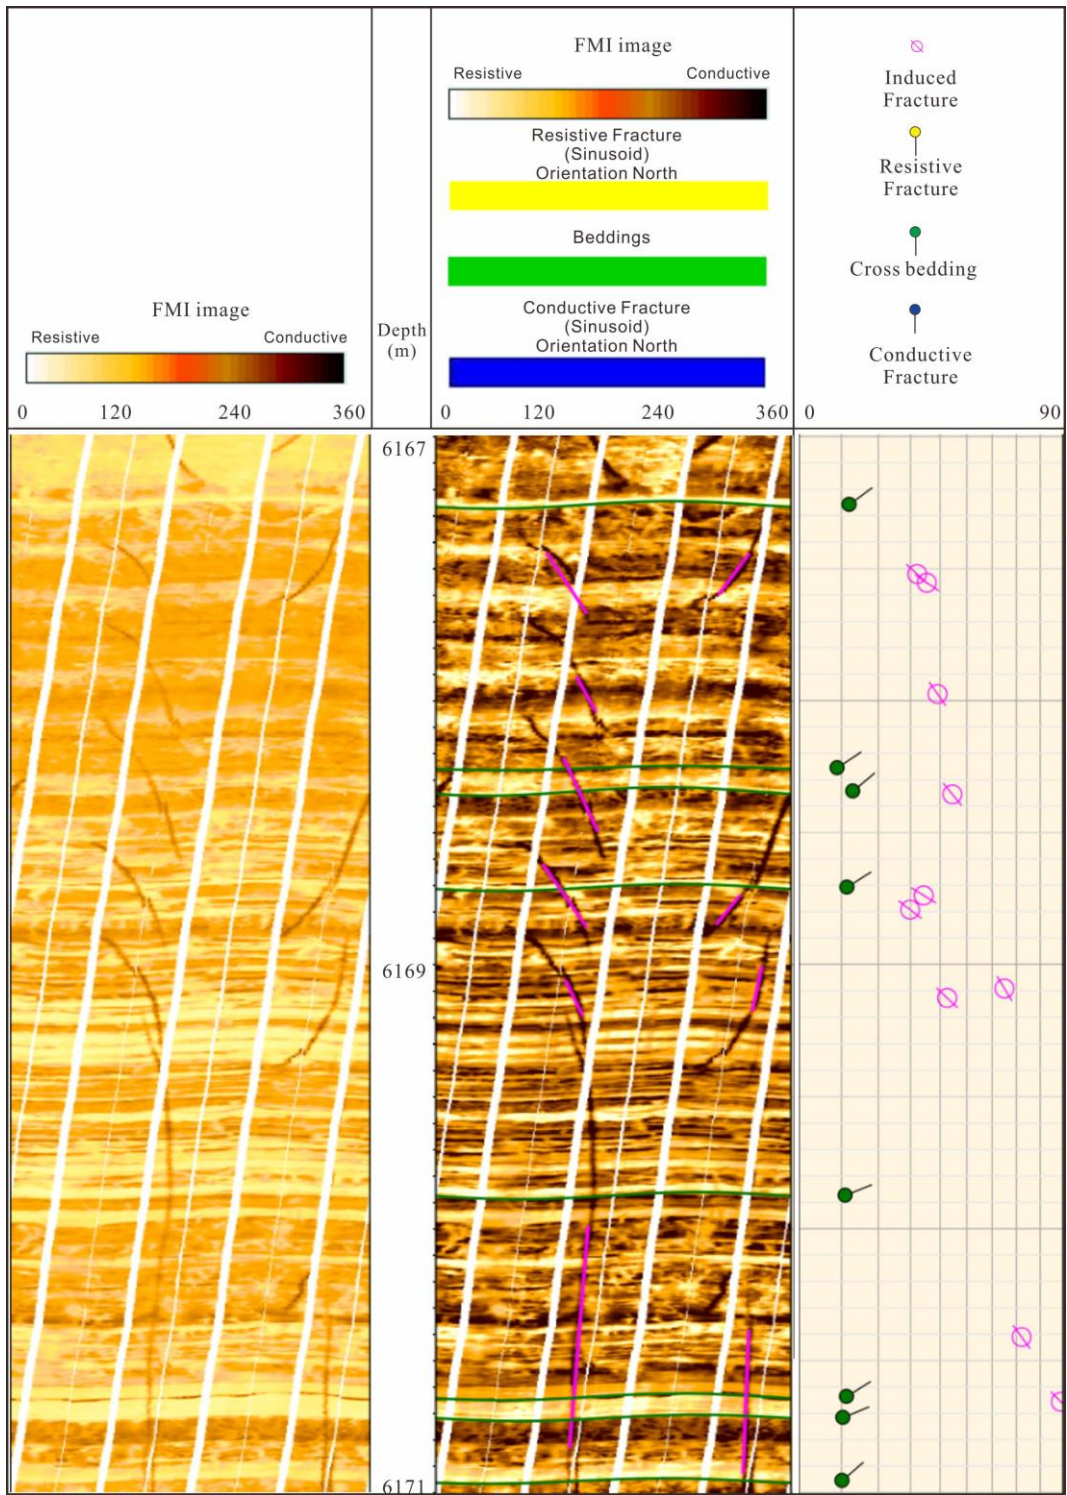 FMI image
Resistive Conductive
0 120 240 360
Depth
(m)
FMI image
Resistive Conductive
Resistive Fracture
(Sinusoid)
Orientation North
Beddings
Conductive Fracture
(Sinusoid)
Orientation North
0 120 240 360
Induced
Fracture
Resistive
Fracture
Cross bedding
Conductive
Fracture
0 90
6167
6169
6171